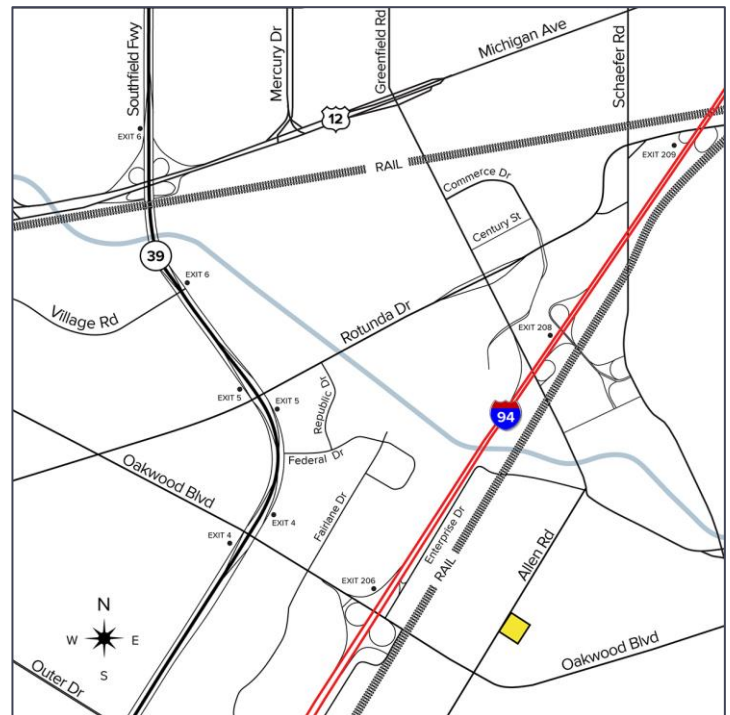 Southfield Fwy
Mercury Dr
Greenfield Rd
Michigan Ave
Schaefer Rd
12
EXIT 6
RAIL
EXIT 209
Commerce Dr
Century St
39
EXIT 6
Village Rd
Rotunda Dr
EXIT 208
EXIT 5
EXIT 5
Republic Dr
94
Federal Dr
Oakwood Blvd
Fairlane Dr
EXIT 4
EXIT 4
Enterprise Dr
RAIL
Allen Rd
EXIT 206
N
W E
S
Oakwood Blvd
Outer Dr